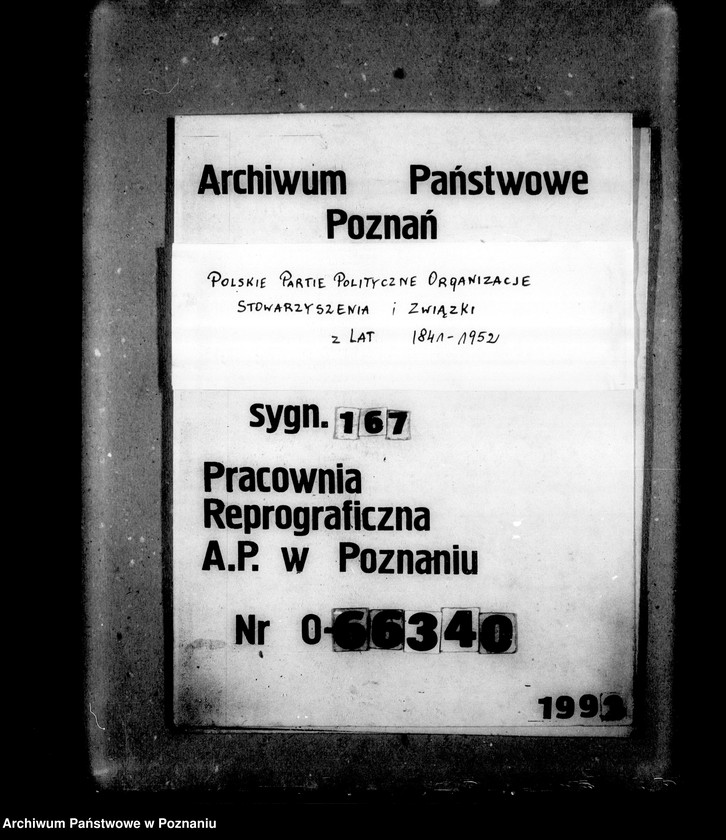 Archiwum Państwowe
Poznań
POLSKIE PARTIE POLITYCZNE ORGANIZACJE
STOWARZYSZENIA i ZWIĄZKI
z LAT 1841-1952
sygn. 167
Pracownia
Reprograficzna
A.P. w Poznaniu
Nr 0-66340
1992
Archiwum Państwowe w Poznaniu